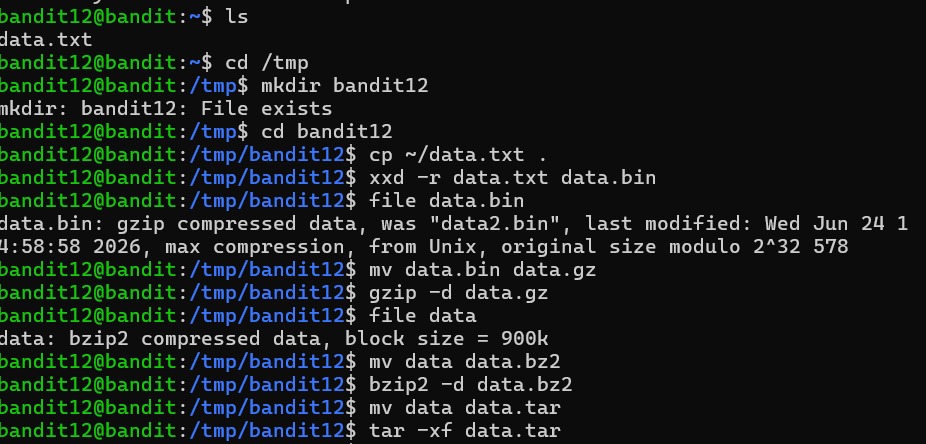 bandit12@bandit:~$ ls
data.txt
bandit12@bandit:~$ cd /tmp
bandit12@bandit:/tmp$ mkdir bandit12
mkdir: bandit12: File exists
bandit12@bandit:/tmp$ cd bandit12
bandit12@bandit:/tmp/bandit12$ cp ~/data.txt .
bandit12@bandit:/tmp/bandit12$ xxd -r data.txt data.bin
bandit12@bandit:/tmp/bandit12$ file data.bin
data.bin: gzip compressed data, was "data2.bin", last modified: Wed Jun 24 1
4:58:58 2026, max compression, from Unix, original size modulo 2^32 578
bandit12@bandit:/tmp/bandit12$ mv data.bin data.gz
bandit12@bandit:/tmp/bandit12$ gzip -d data.gz
bandit12@bandit:/tmp/bandit12$ file data
data: bzip2 compressed data, block size = 900k
bandit12@bandit:/tmp/bandit12$ mv data data.bz2
bandit12@bandit:/tmp/bandit12$ bzip2 -d data.bz2
bandit12@bandit:/tmp/bandit12$ mv data data.tar
bandit12@bandit:/tmp/bandit12$ tar -xf data.tar